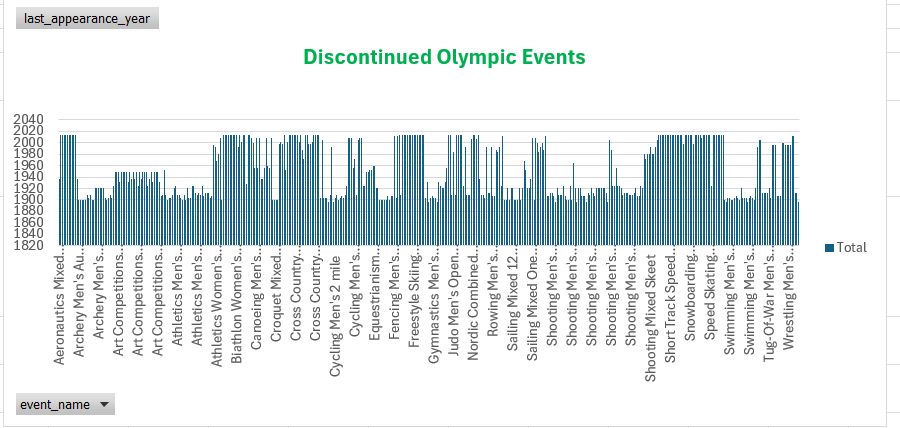 last_appearance_year
Discontinued Olympic Events
2040
2020
2000
1980
1960
1940
1920
1900
1880
1860
1840
1820
Total
Aeronautics Mixed...
Archery Men's Au...
Archery Men's...
Art Competitions...
Art Competitions...
Art Competitions...
Athletics Men's...
Athletics Men's...
Athletics Women's...
Biathlon Women's...
Canoeing Men's...
Croquet Mixed...
Cross Country...
Cross Country...
Cycling Men's 2 mile
Cycling Men's...
Equestrianism...
Fencing Men's...
Freestyle Skiing...
Gymnastics Men's...
Judo Men's Open...
Nordic Combined...
Rowing Men's...
Sailing Mixed 12...
Sailing Mixed One...
Shooting Men's...
Shooting Men's...
Shooting Men's...
Shooting Men's...
Shooting Men's...
Shooting Mixed Skeet
Short Track Speed...
Snowboarding...
Speed Skating...
Swimming Men's...
Swimming Men's...
Tug-Of-War Men's...
Wrestling Men's...
event_name